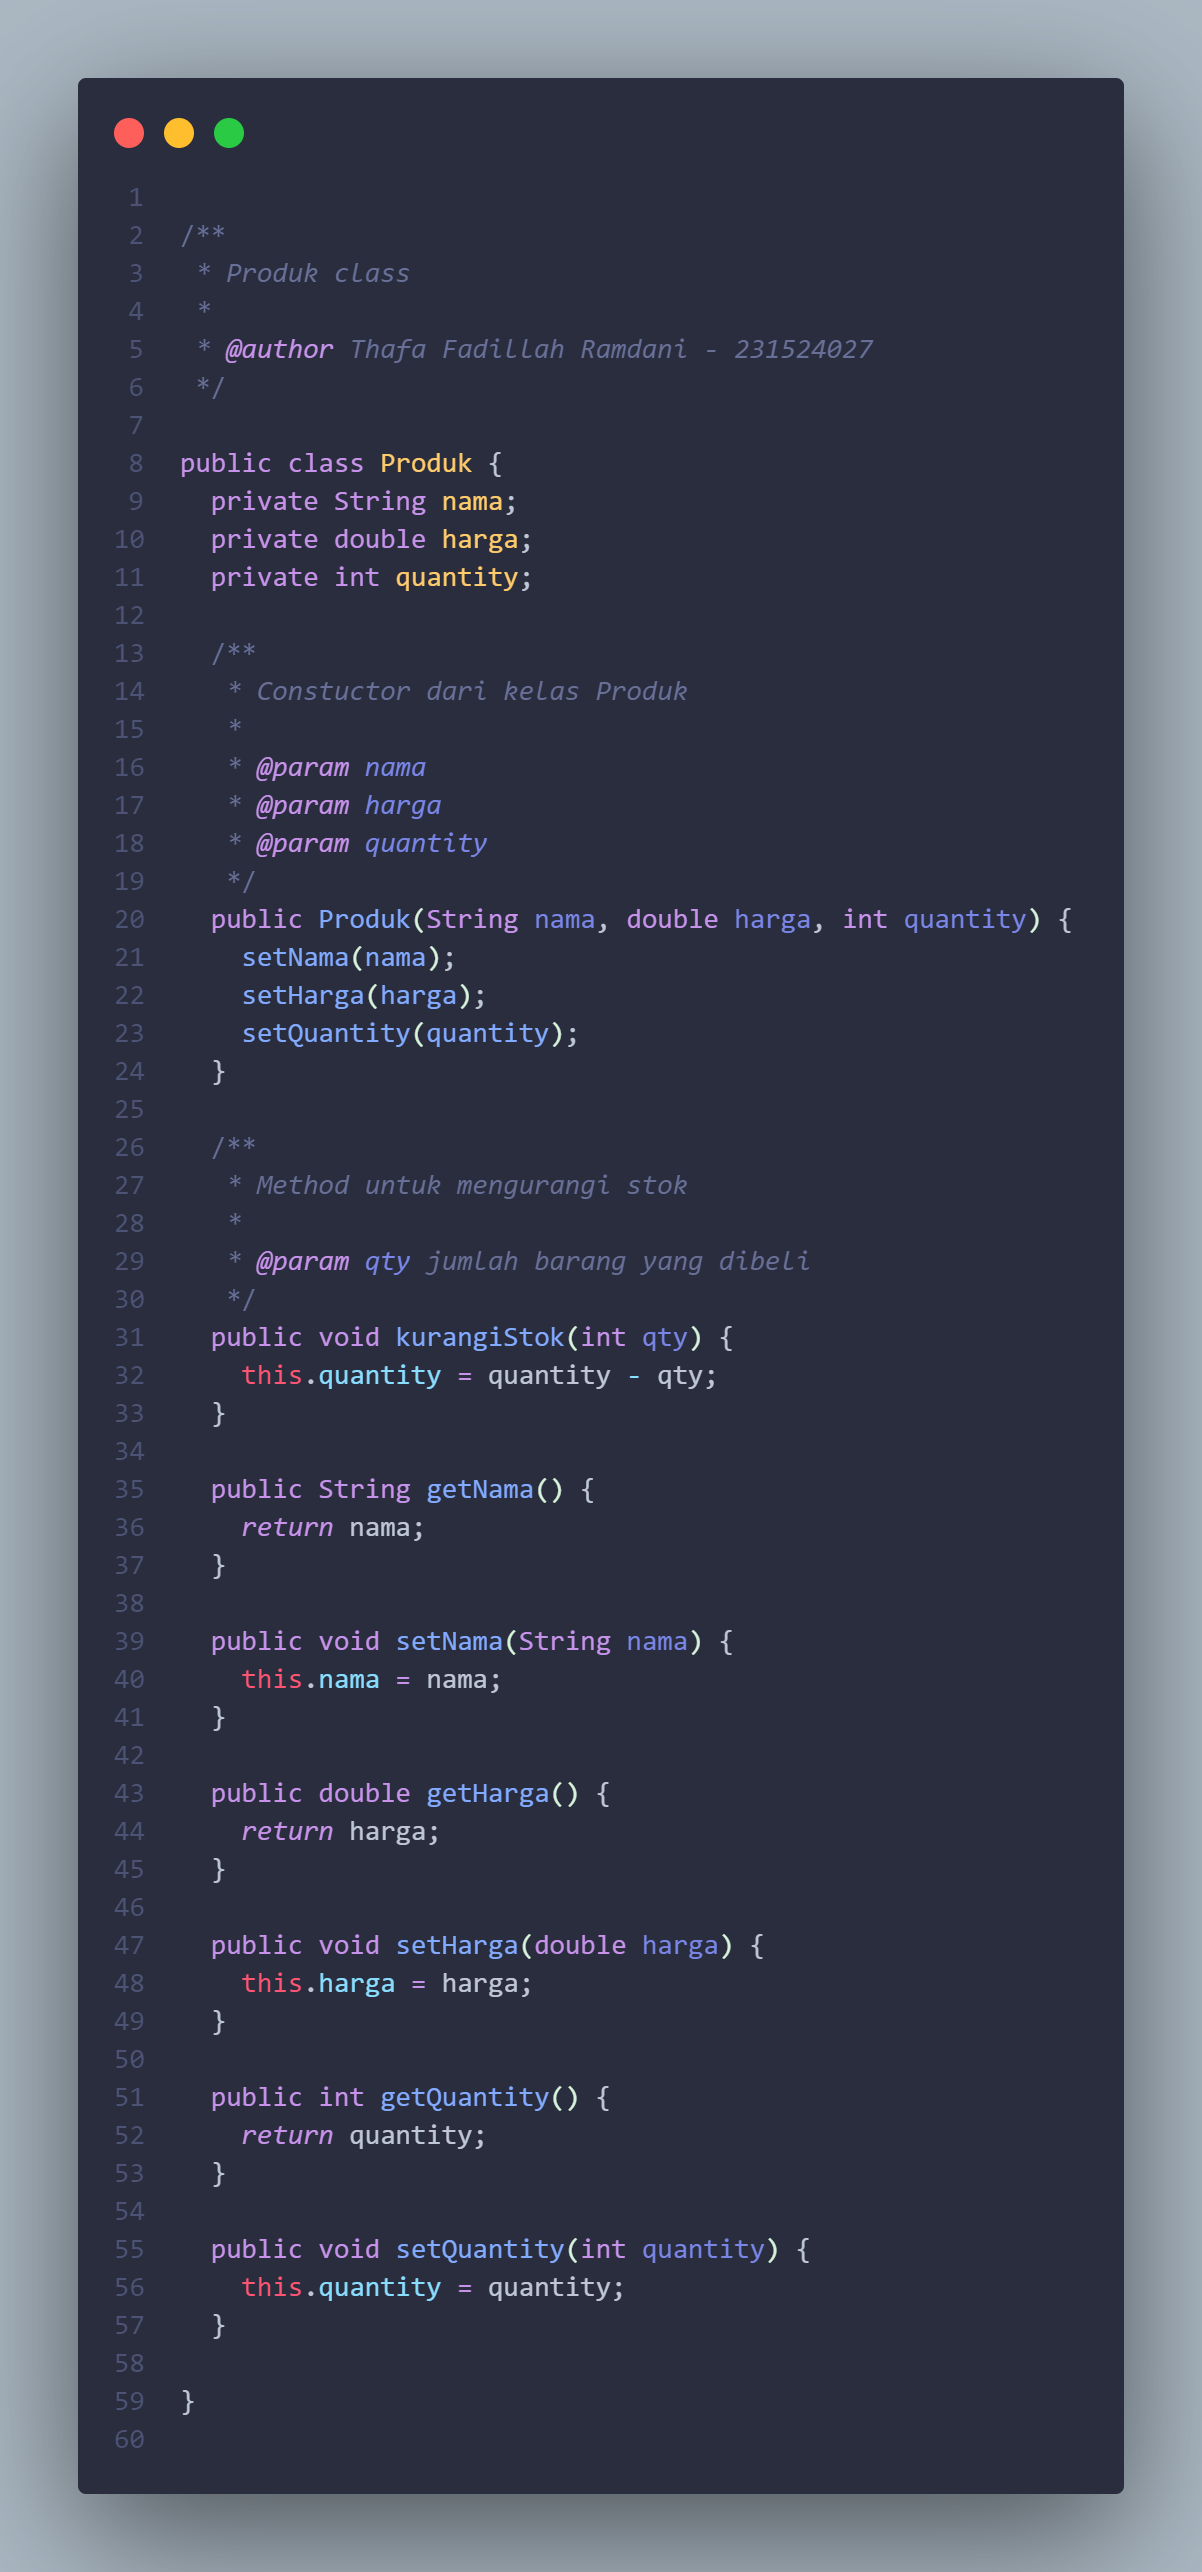 1
2 /**
3  * Produk class
4  *
5  * @author Thafa Fadillah Ramdani - 231524027
6  */
7
8 public class Produk {
9   private String nama;
10   private double harga;
11   private int quantity;
12
13   /**
14    * Constuctor dari kelas Produk
15    *
16    * @param nama
17    * @param harga
18    * @param quantity
19    */
20   public Produk(String nama, double harga, int quantity) {
21     setNama(nama);
22     setHarga(harga);
23     setQuantity(quantity);
24   }
25
26   /**
27    * Method untuk mengurangi stok
28    *
29    * @param qty jumlah barang yang dibeli
30    */
31   public void kurangiStok(int qty) {
32     this.quantity = quantity - qty;
33   }
34
35   public String getNama() {
36     return nama;
37   }
38
39   public void setNama(String nama) {
40     this.nama = nama;
41   }
42
43   public double getHarga() {
44     return harga;
45   }
46
47   public void setHarga(double harga) {
48     this.harga = harga;
49   }
50
51   public int getQuantity() {
52     return quantity;
53   }
54
55   public void setQuantity(int quantity) {
56     this.quantity = quantity;
57   }
58
59 }
60